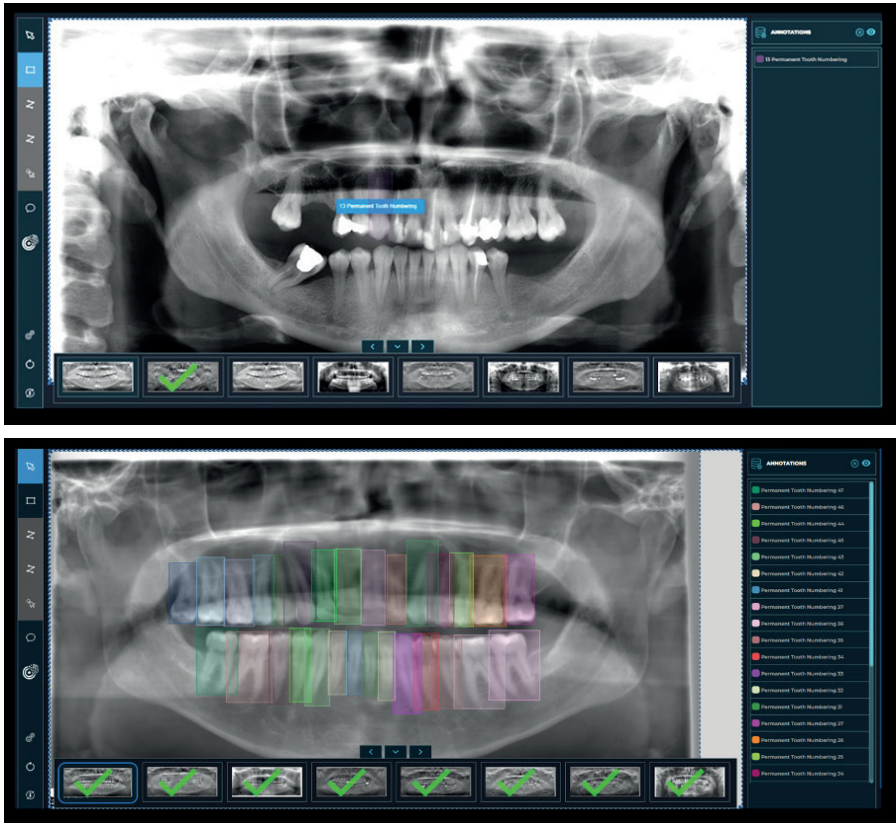 ANNOTATIONS
13 Permanent Tooth Numbering
13 Permanent Tooth Numbering
ANNOTATIONS
Permanent Tooth Numbering 47
Permanent Tooth Numbering 46
Permanent Tooth Numbering 44
Permanent Tooth Numbering 45
Permanent Tooth Numbering 43
Permanent Tooth Numbering 42
Permanent Tooth Numbering 41
Permanent Tooth Numbering 37
Permanent Tooth Numbering 36
Permanent Tooth Numbering 35
Permanent Tooth Numbering 34
Permanent Tooth Numbering 33
Permanent Tooth Numbering 32
Permanent Tooth Numbering 31
Permanent Tooth Numbering 27
Permanent Tooth Numbering 26
Permanent Tooth Numbering 25
Permanent Tooth Numbering 24